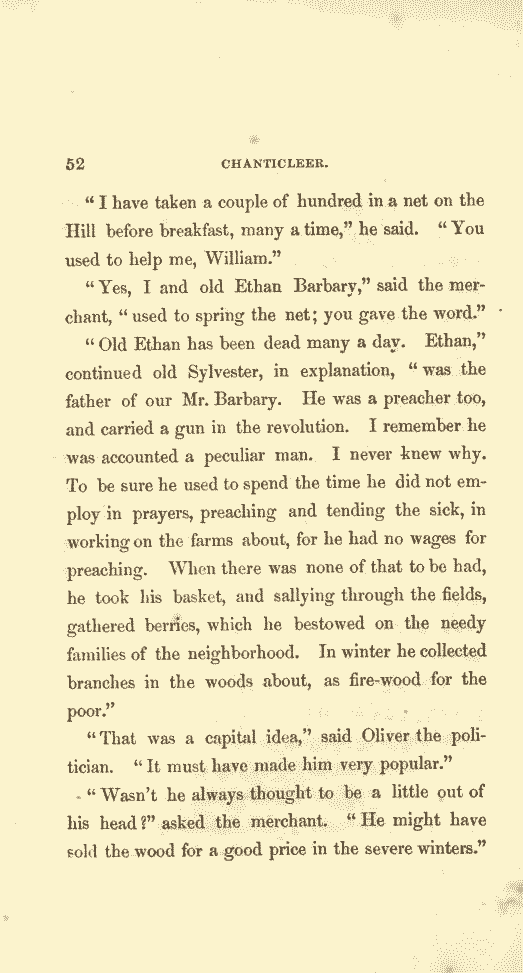 52 CHANTICLEER.
“ I have taken a couple of hundred in a net on the
Hill before breakfast, many a time,” he said. “ You
used to help me, William.”
“ Yes, I and old Ethan Barbary,” said the mer-
chant, “ used to spring the net; you gave the word.”
“ Old Ethan has been dead many a day. Ethan,”
continued old Sylvester, in explanation, “ was the
father of our Mr. Barbary. He was a preacher too,
and carried a gun in the revolution. I remember he
was accounted a peculiar man. I never knew why.
To be sure he used to spend the time he did not em-
ploy in prayers, preaching and tending the sick, in
working on the farms about, for he had no wages for
preaching. When there was none of that to be had,
he took his basket, and sallying through the fields,
gathered berries, which he bestowed on the needy
families of the neighborhood. In winter he collected
branches in the woods about, as fire-wood for the
poor.”
“ That was a capital idea,” said Oliver the poli-
tician. “ It must have made him very popular.”
“ Wasn’t he always thought to be a little out of
his head?” asked the merchant. “ He might have
sold the wood for a good price in the severe winters.”